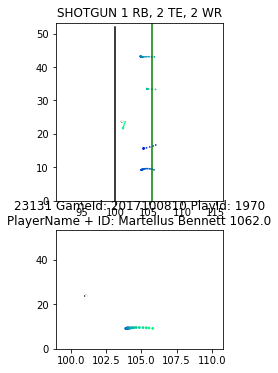 SHOTGUN 1 RB, 2 TE, 2 WR
50
40
30
20
10
0
95 100 105 110 115
23131 GameId: 2017100810 PlayId: 1970
PlayerName + ID: Martellus Bennett 1062.0
40
20
0
100.0 102.5 105.0 107.5 110.0